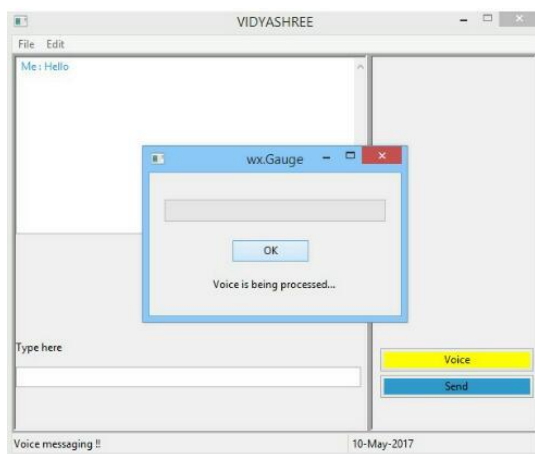 VIDYASHREE
File Edit
Me : Hello
wx.Gauge
OK
Voice is being processed...
Type here
Voice
Send
Voice messaging !!
10-May-2017